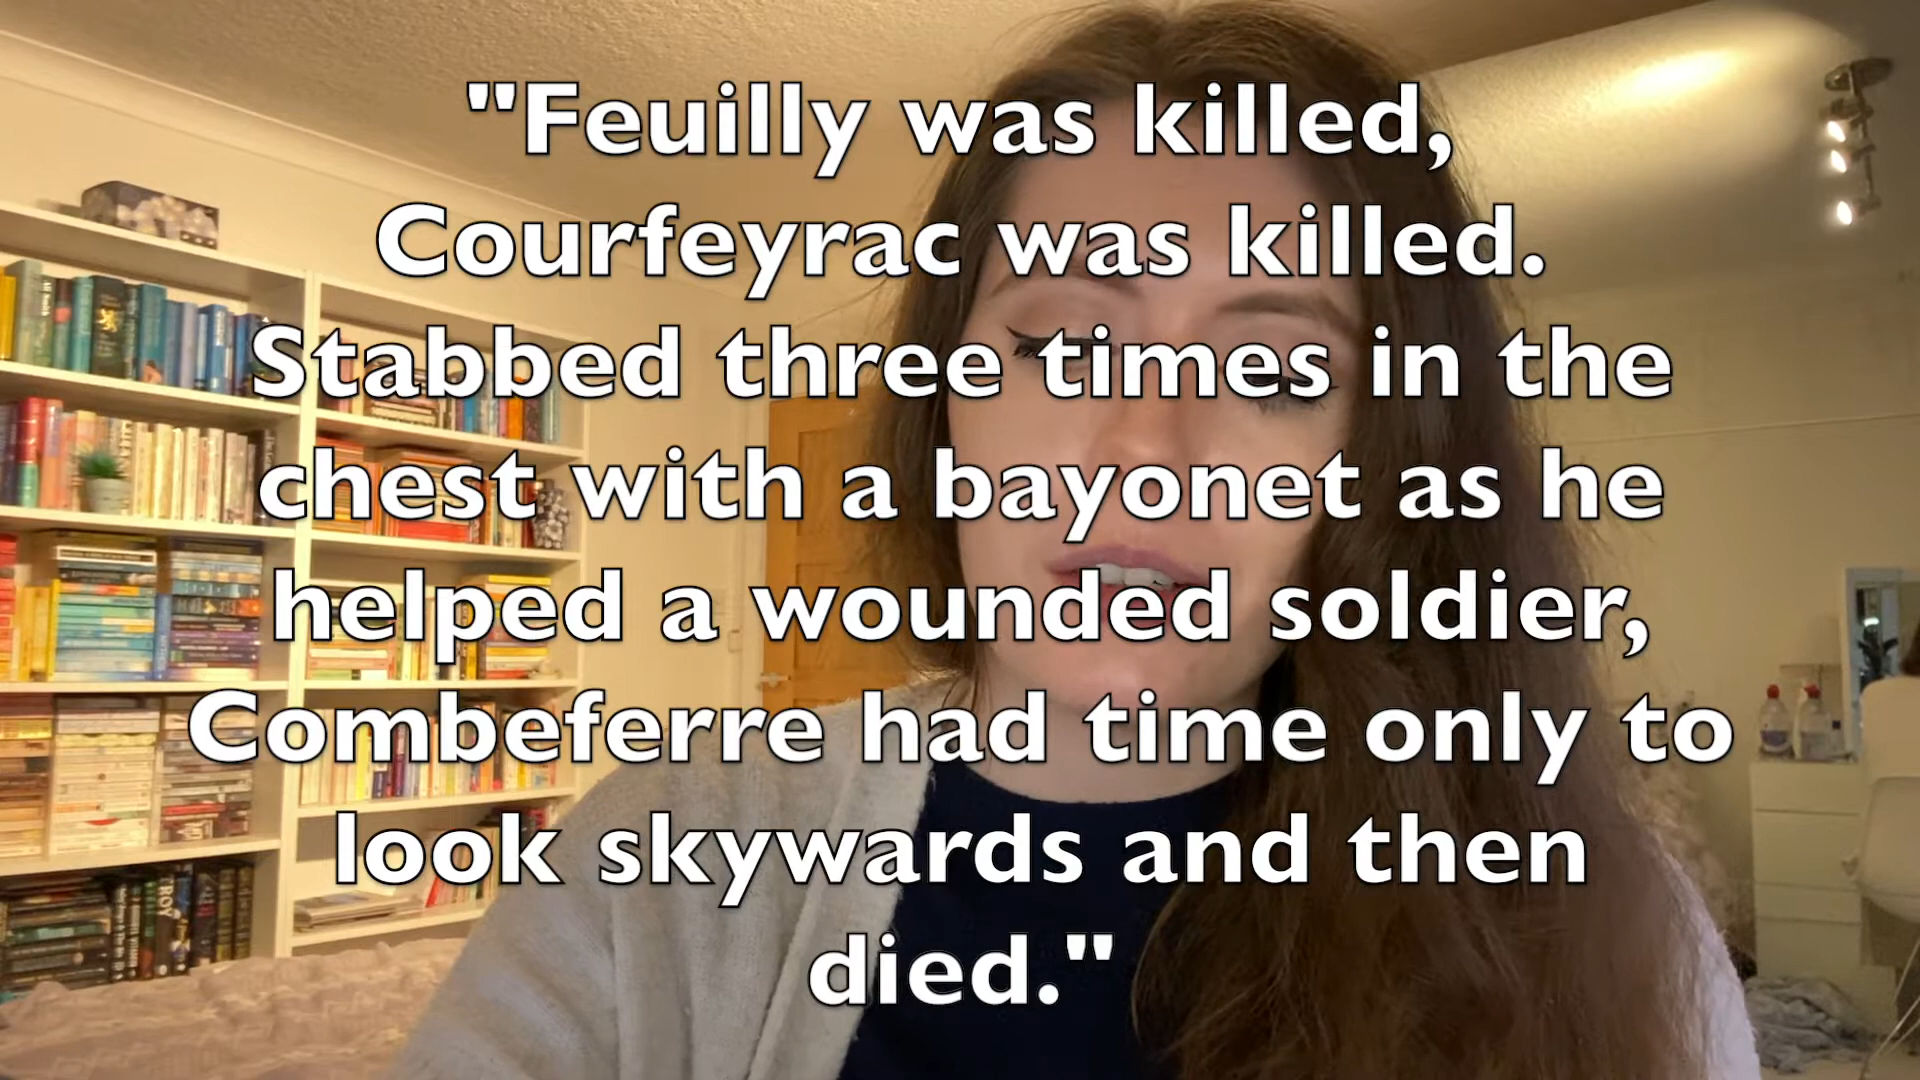 "Feuilly was killed,
Courfeyrac was killed.
Stabbed three times in the
chest with a bayonet as he
helped a wounded soldier,
Combeferre had time only to
look skywards and then
died."
TROY